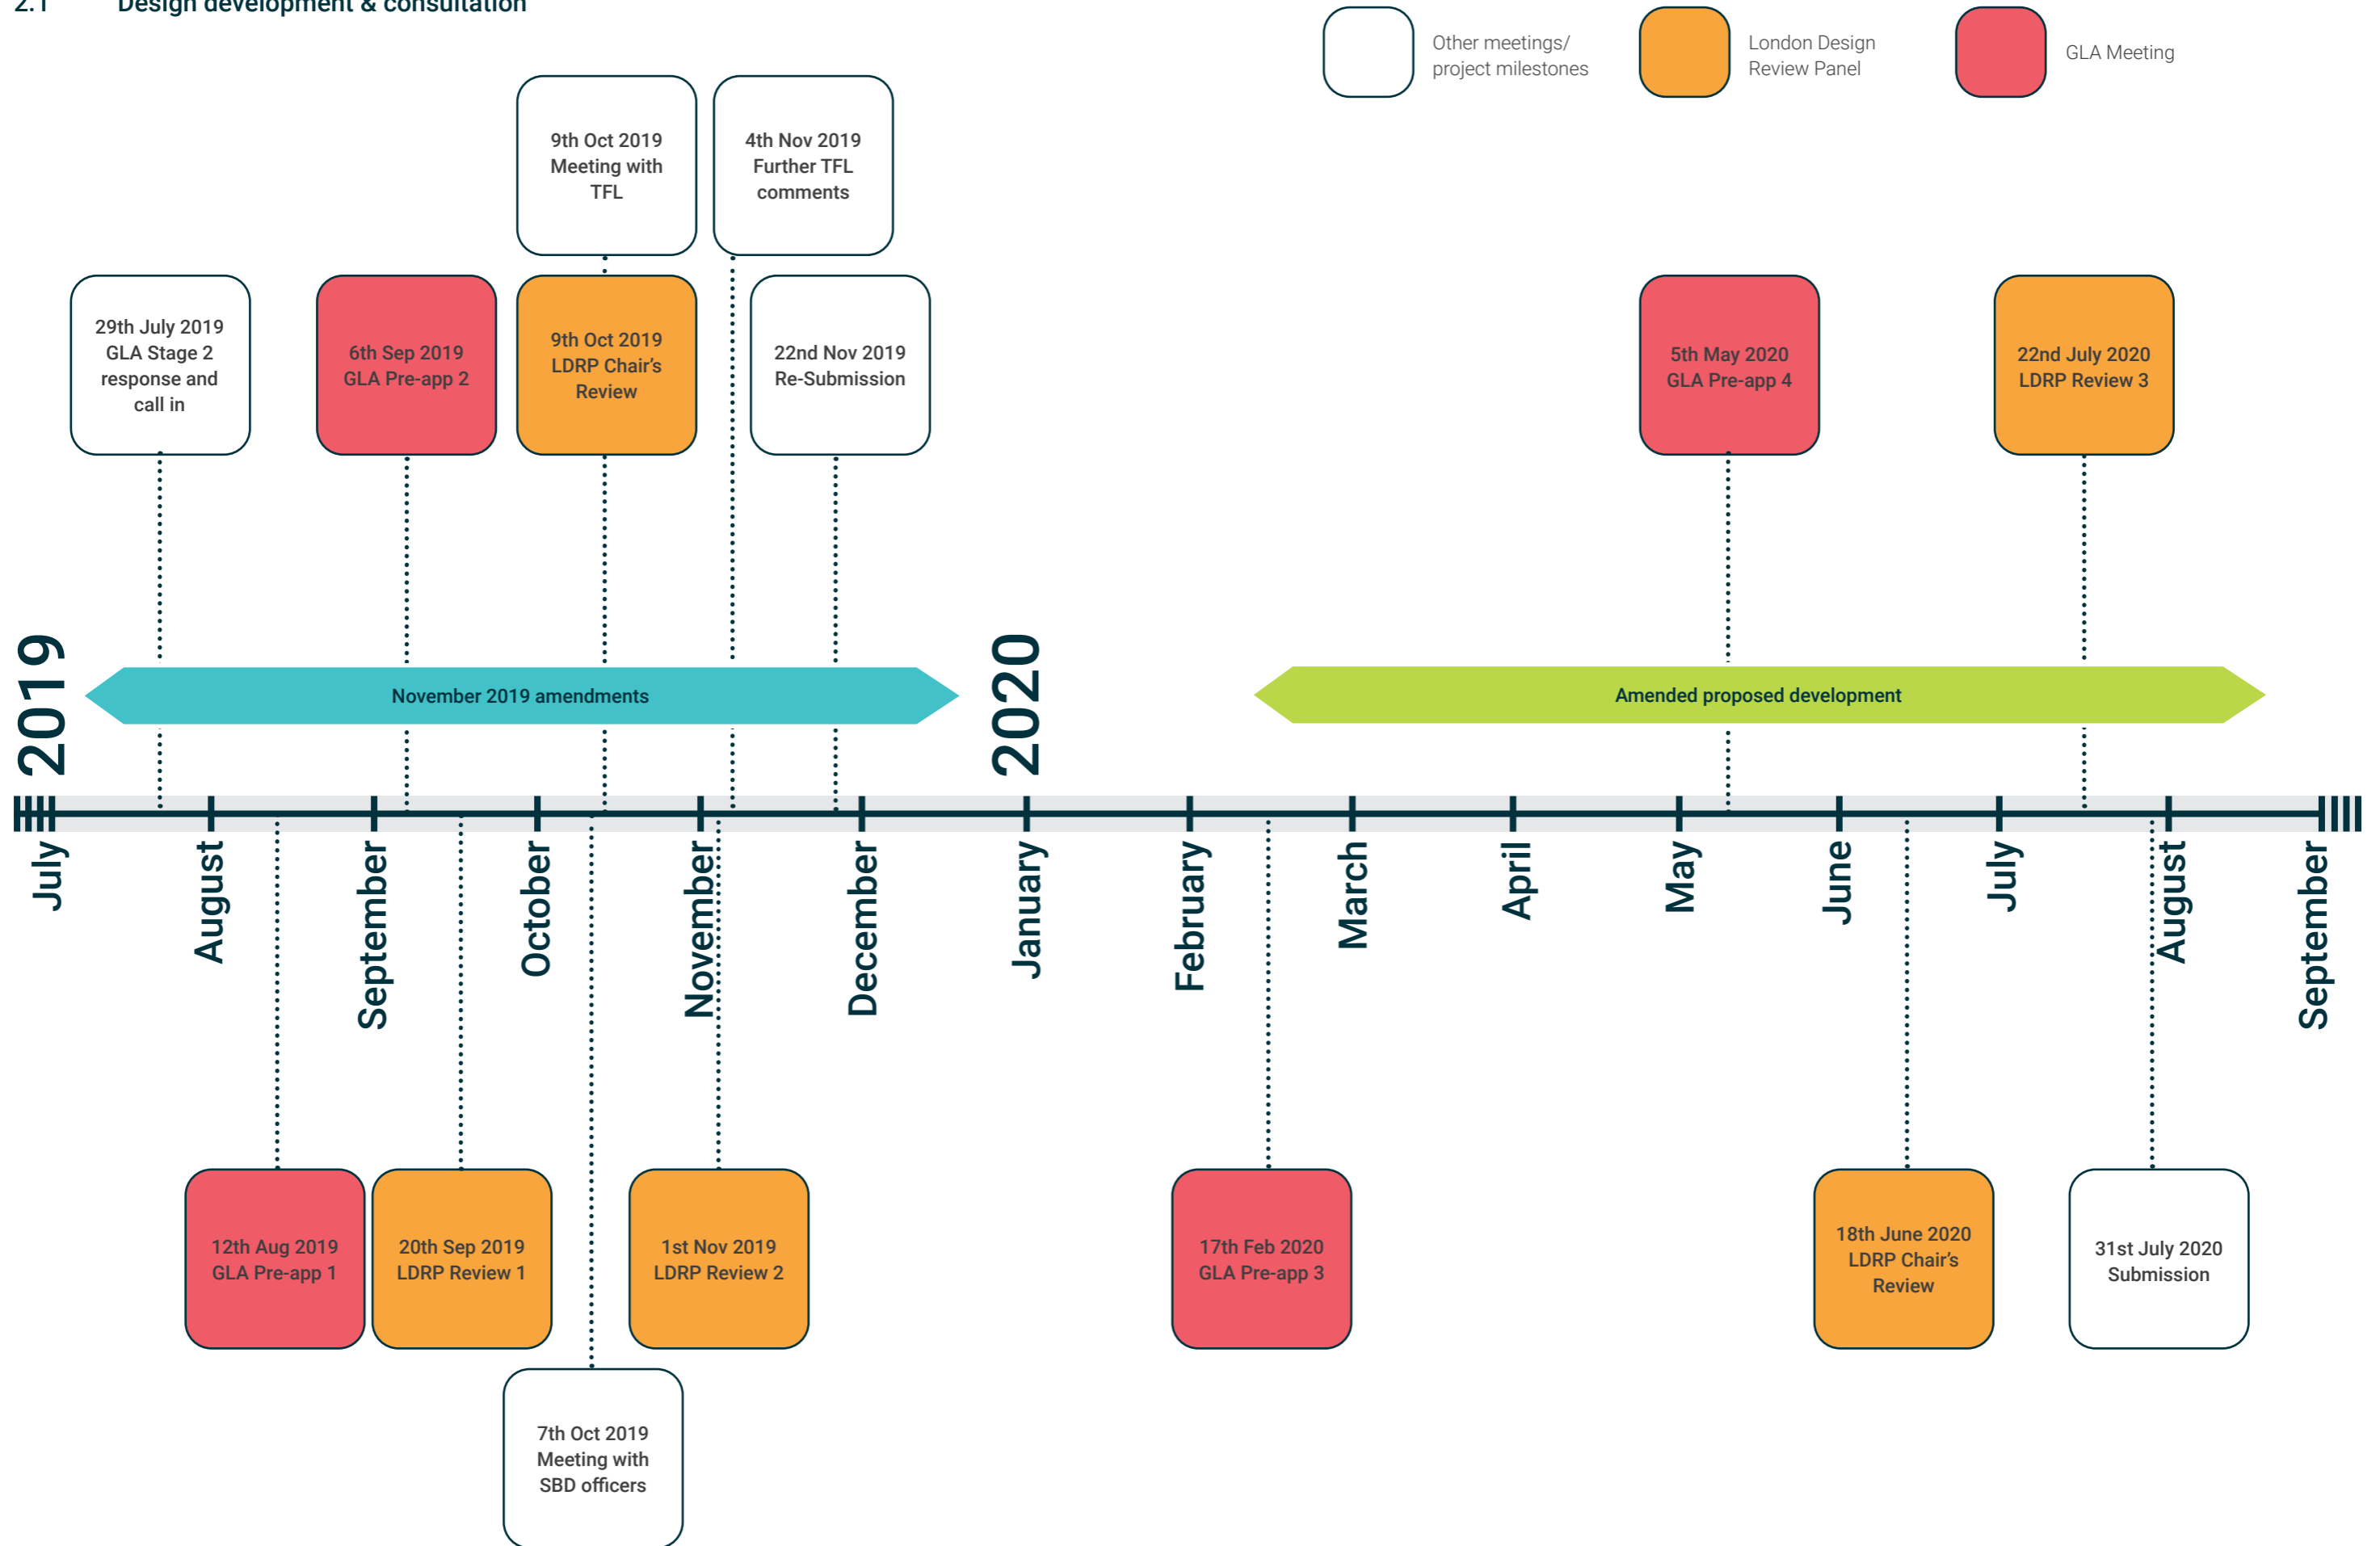 2.1 Design development & consultation
Other meetings/
project milestones
London Design
Review Panel
GLA Meeting
9th Oct 2019
Meeting with
TFL
4th Nov 2019
Further TFL
comments
29th July 2019
GLA Stage 2
response and
call in
6th Sep 2019
GLA Pre-app 2
9th Oct 2019
LDRP Chair's
Review
22nd Nov 2019
Re-Submission
5th May 2020
GLA Pre-app 4
22nd July 2020
LDRP Review 3
2019
November 2019 amendments
2020
Amended proposed development
July
August
September
October
November
December
January
February
March
April
May
June
July
August
September
12th Aug 2019
GLA Pre-app 1
20th Sep 2019
LDRP Review 1
1st Nov 2019
LDRP Review 2
17th Feb 2020
GLA Pre-app 3
18th June 2020
LDRP Chair's
Review
31st July 2020
Submission
7th Oct 2019
Meeting with
SBD officers